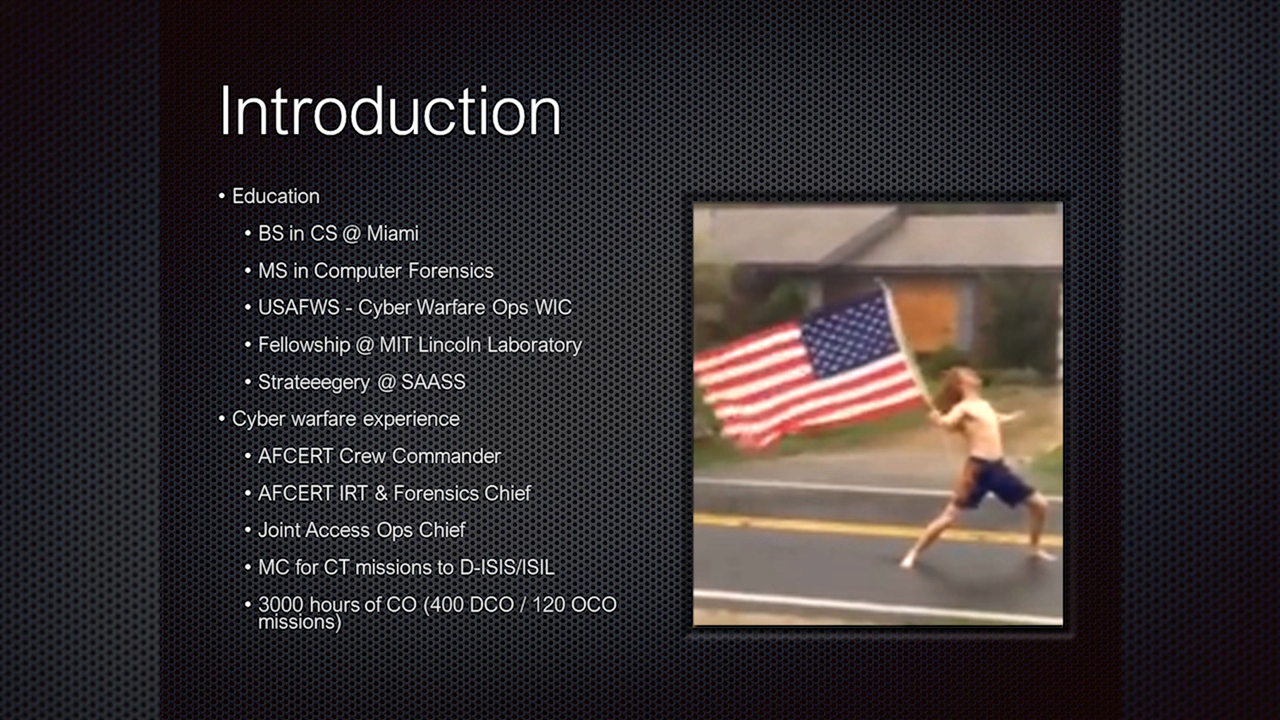 Introduction
• Education
• BS in CS @ Miami
• MS in Computer Forensics
• USAFWS - Cyber Warfare Ops WIC
• Fellowship @ MIT Lincoln Laboratory
• Strateeegery @ SAASS
• Cyber warfare experience
• AFCERT Crew Commander
• AFCERT IRT & Forensics Chief
• Joint Access Ops Chief
• MC for CT missions to D-ISIS/ISIL
• 3000 hours of CO (400 DCO / 120 OCO
missions)